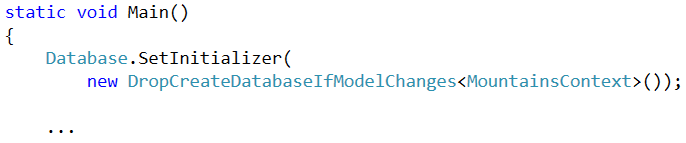 static void Main()
{
    Database.SetInitializer(
        new DropCreateDatabaseIfModelChanges<MountainsContext>());
    ...